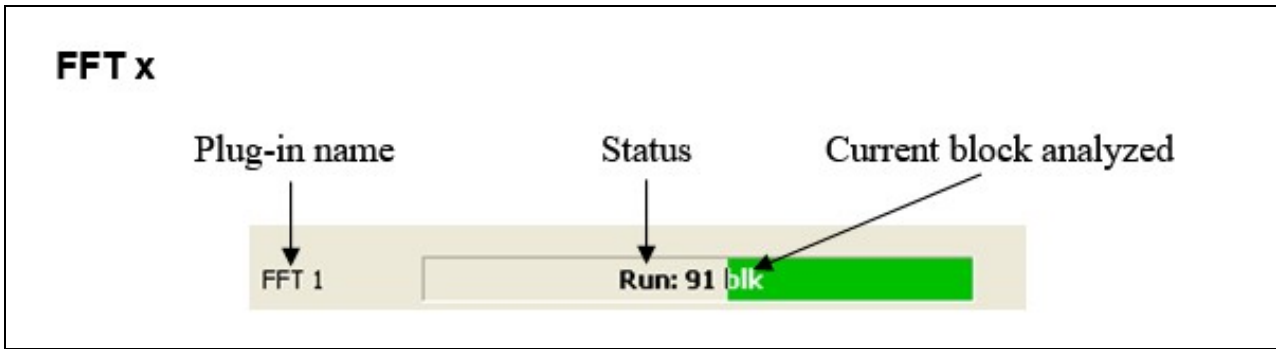 FFT x
Plug-in name Status Current block analyzed
FFT 1 Run: 91 blk